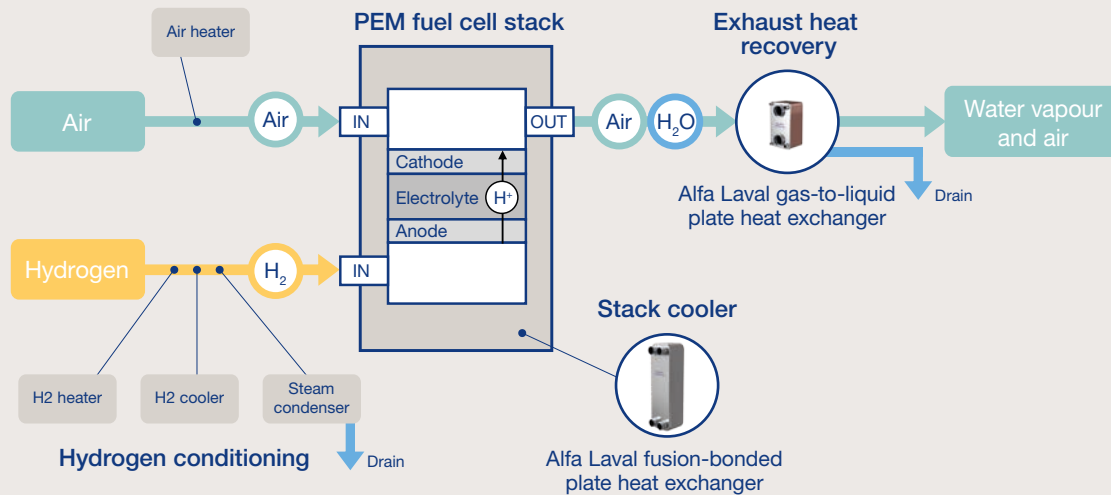 PEM fuel cell stack
Exhaust heat
recovery
Air heater
Air
Air
IN
OUT
Air
H₂O
Water vapour
and air
Cathode
Electrolyte
H⁺
Anode
Alfa Laval gas-to-liquid
plate heat exchanger
Drain
Hydrogen
H₂
IN
Stack cooler
H2 heater
H2 cooler
Steam
condenser
Hydrogen conditioning
Drain
Alfa Laval fusion-bonded
plate heat exchanger